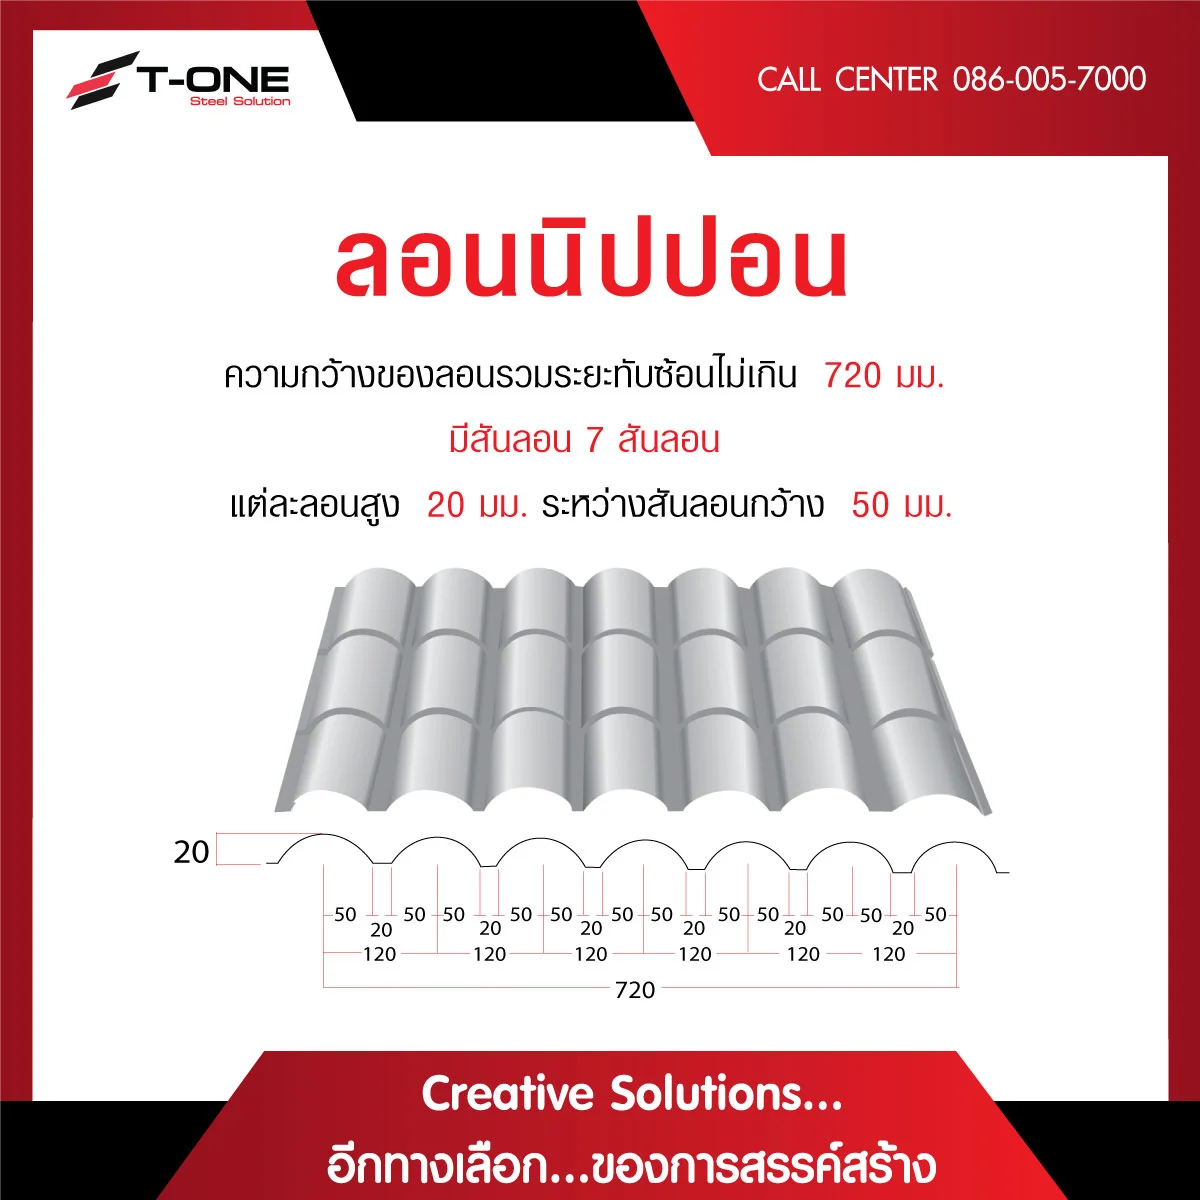 T-ONE
Steel Solution
CALL CENTER 086-005-7000
ลอนนิปปอน
ความกว้างของลอนรวมระยะทับซ้อนไม่เกิน 720 มม.
มีสันลอน 7 สันลอน
แต่ละลอนสูง 20 มม. ระหว่างสันลอนกว้าง 50 มม.
20
50 50 50 50 50 50 50 50 50 50 50 50
20 20 20 20 20 20
120 120 120 120 120 120
720
Creative Solutions...
อีกทางเลือก...ของการสรรค์สร้าง